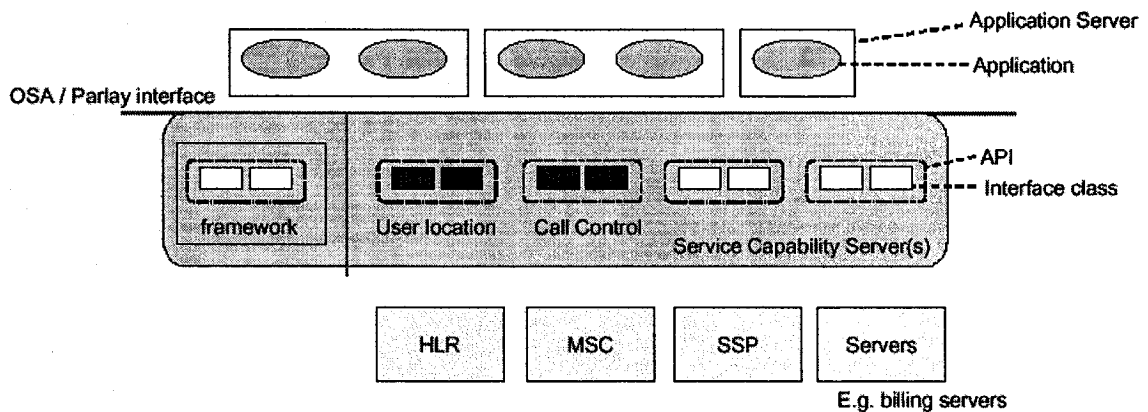 Application Server
Application
OSA / Parlay interface
API
Interface class
framework
User location
Call Control
Service Capability Server(s)
HLR
MSC
SSP
Servers
E.g. billing servers